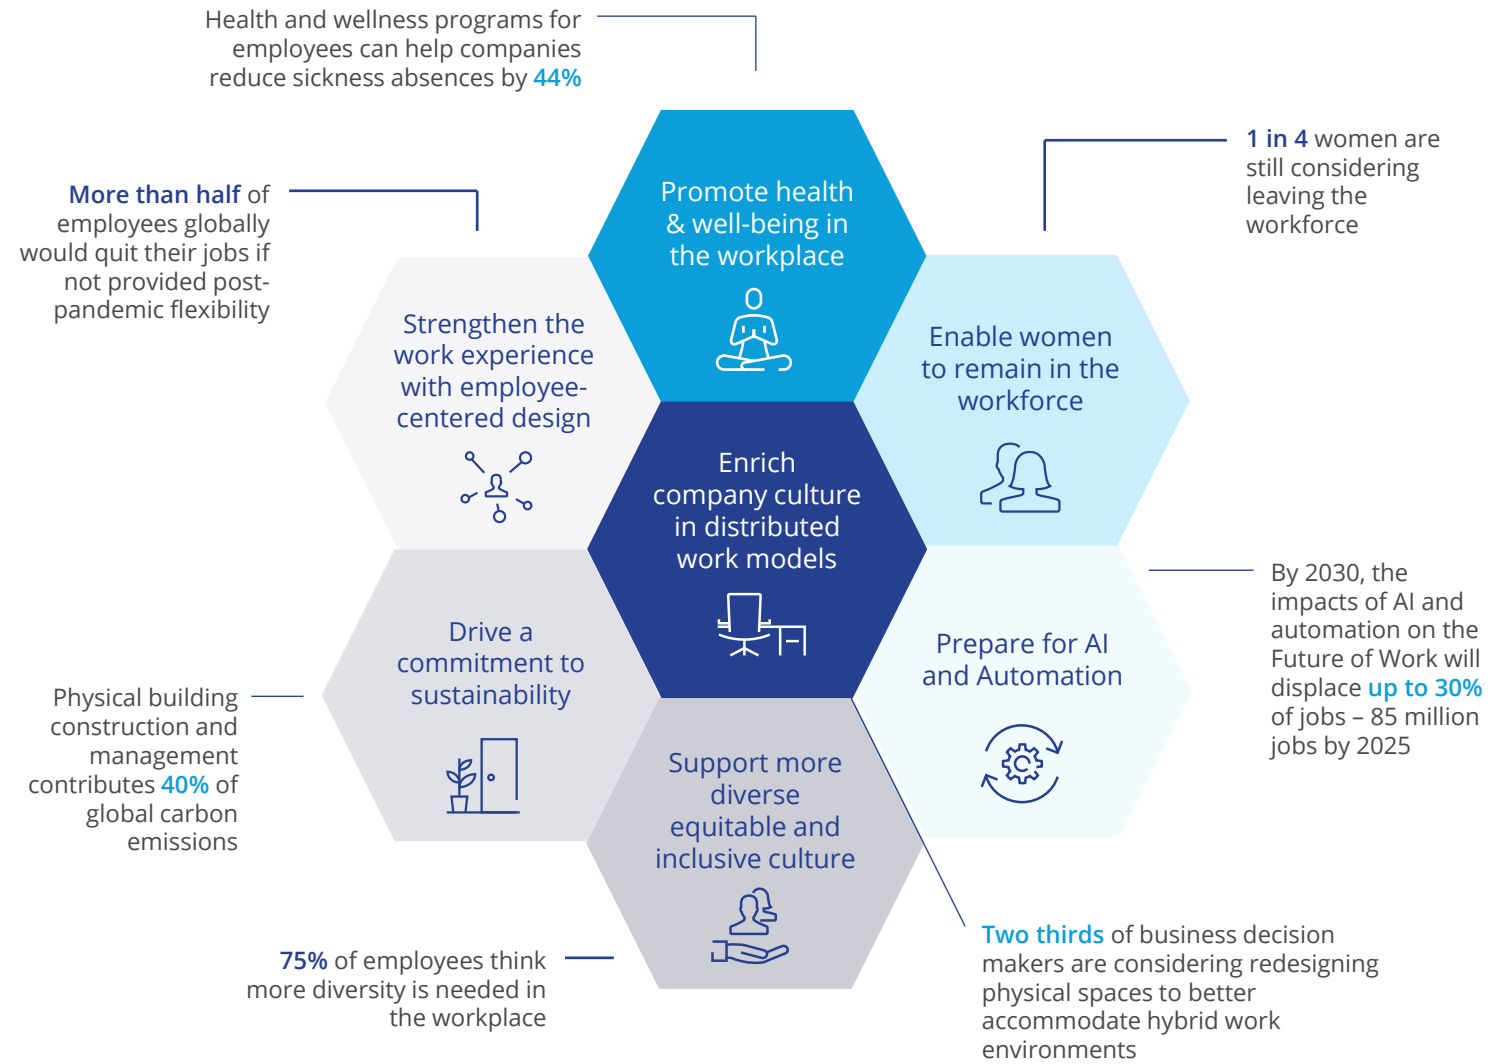 Health and wellness programs for
employees can help companies
reduce sickness absences by 44%
1 in 4 women are
still considering
leaving the
workforce
More than half of
employees globally
would quit their jobs if
not provided post-
pandemic flexibility
Promote health
& well-being in
the workplace
Strengthen the
work experience
with employee-
centered design
Enable women
to remain in the
workforce
Enrich
company culture
in distributed
work models
By 2030, the
impacts of AI and
automation on the
Future of Work will
displace up to 30%
of jobs – 85 million
jobs by 2025
Drive a
commitment to
sustainability
Prepare for AI
and Automation
Physical building
construction and
management
contributes 40% of
global carbon
emissions
Support more
diverse
equitable and
inclusive culture
75% of employees think
more diversity is needed in
the workplace
Two thirds of business decision
makers are considering redesigning
physical spaces to better
accommodate hybrid work
environments